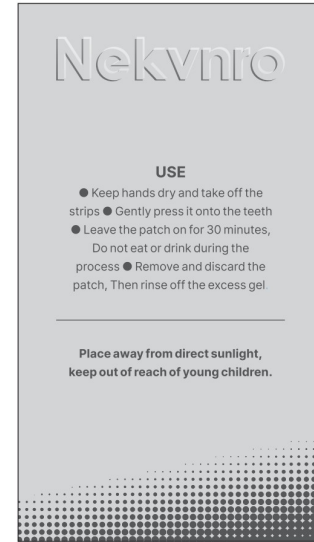 Nekvnro
USE
● Keep hands dry and take off the
strips ● Gently press it onto the teeth
● Leave the patch on for 30 minutes,
Do not eat or drink during the
process ● Remove and discard the
patch, Then rinse off the excess gel.
Place away from direct sunlight,
keep out of reach of young children.